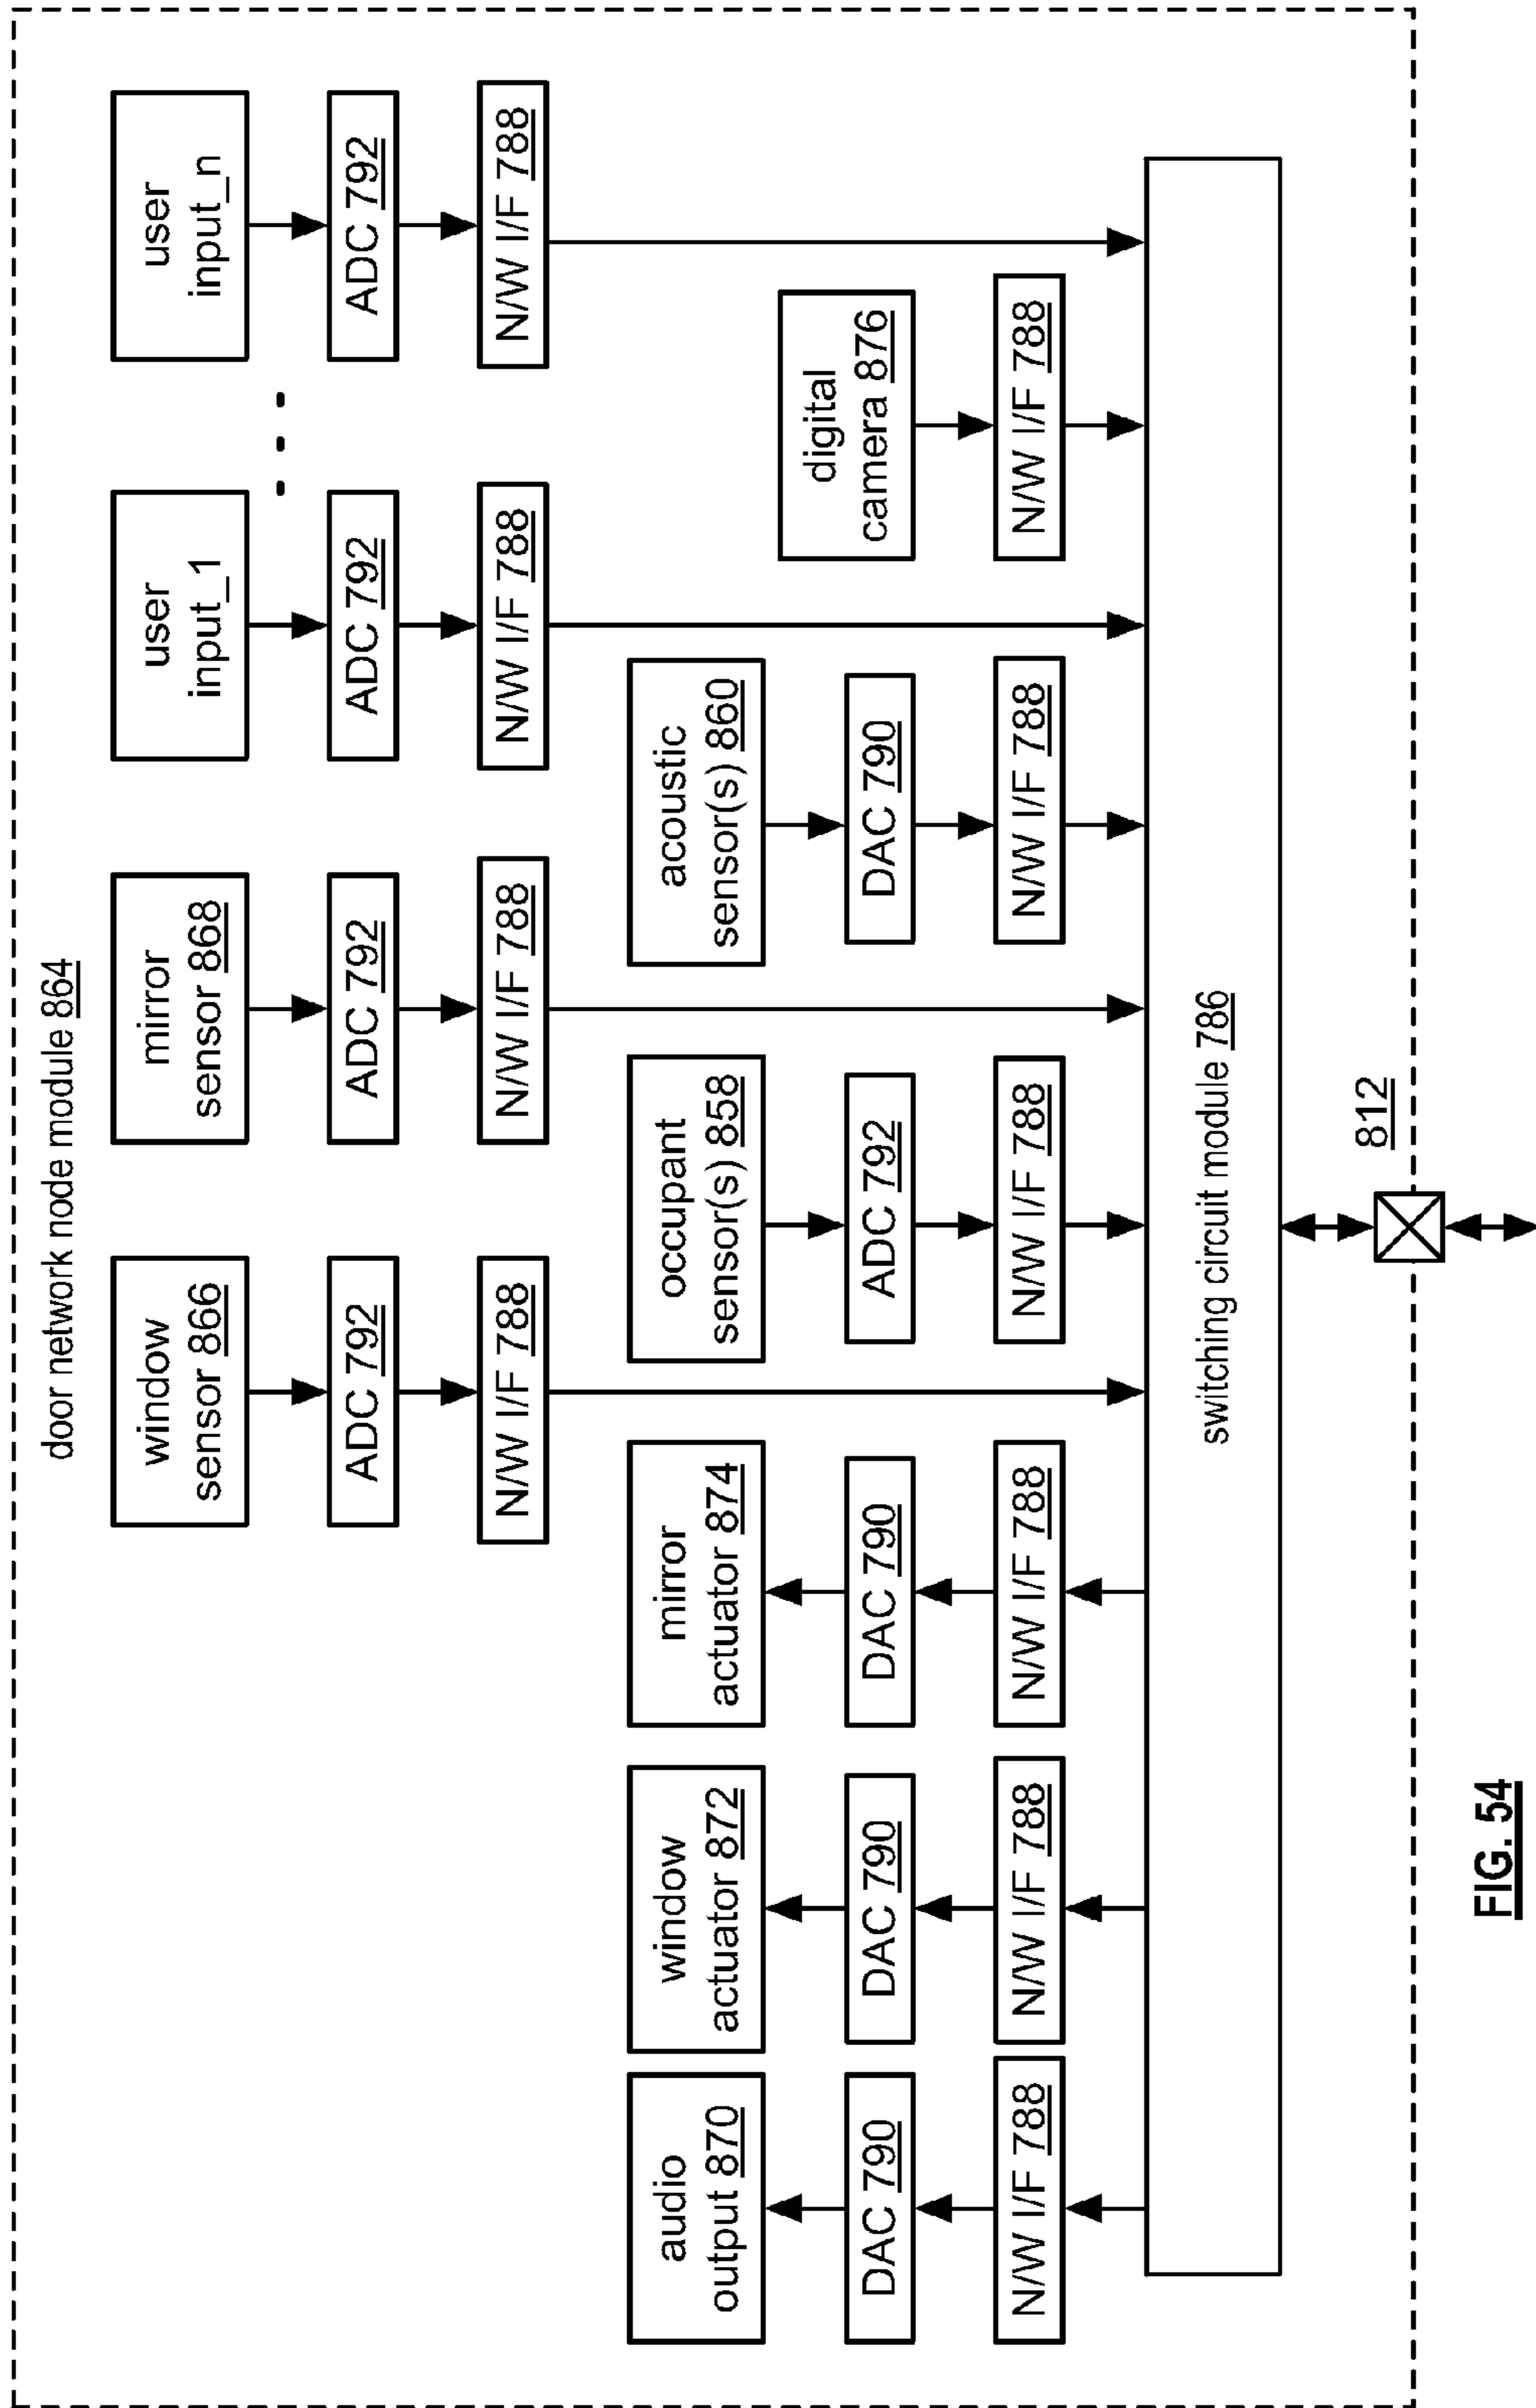 door network node module 864
window
sensor 866
mirror
sensor 868
user
input_1
. . .
user
input_n
ADC 792
ADC 792
ADC 792
ADC 792
N/W I/F 788
N/W I/F 788
N/W I/F 788
N/W I/F 788
audio
output 870
window
actuator 872
mirror
actuator 874
occupant
sensor(s) 858
acoustic
sensor(s) 860
digital
camera 876
DAC 790
DAC 790
DAC 790
ADC 792
DAC 790
N/W I/F 788
N/W I/F 788
N/W I/F 788
N/W I/F 788
N/W I/F 788
N/W I/F 788
switching circuit module 786
812
FIG. 54